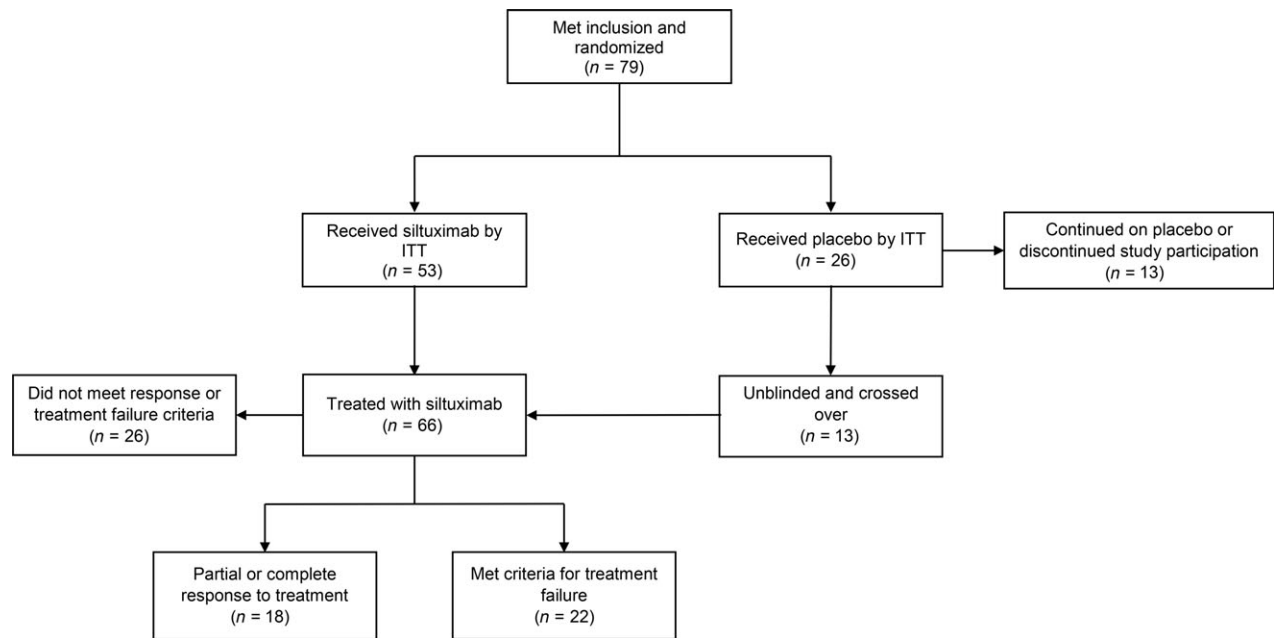 Met inclusion and
randomized
(n = 79)
Received siltuximab by
ITT
(n = 53)
Received placebo by ITT
(n = 26)
Continued on placebo or
discontinued study participation
(n = 13)
Did not meet response or
treatment failure criteria
(n = 26)
Treated with siltuximab
(n = 66)
Unblinded and crossed
over
(n = 13)
Partial or complete
response to treatment
(n = 18)
Met criteria for treatment
failure
(n = 22)